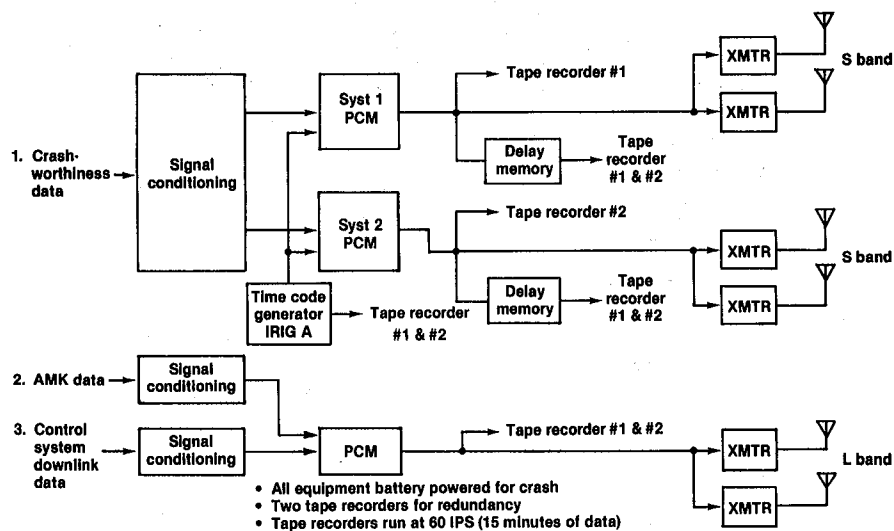 Tape recorder #1
XMTR
S band
XMTR
Syst 1
PCM
1. Crash-
worthiness
data
Signal
conditioning
Delay
memory
Tape
recorder
#1 & #2
Syst 2
PCM
Tape recorder #2
XMTR
S band
XMTR
Time code
generator
IRIG A
Tape recorder
#1 & #2
Delay
memory
Tape
recorder
#1 & #2
2. AMK data
Signal
conditioning
3. Control
system
downlink
data
Signal
conditioning
PCM
Tape recorder #1 & #2
XMTR
L band
XMTR
• All equipment battery powered for crash
• Two tape recorders for redundancy
• Tape recorders run at 60 IPS (15 minutes of data)